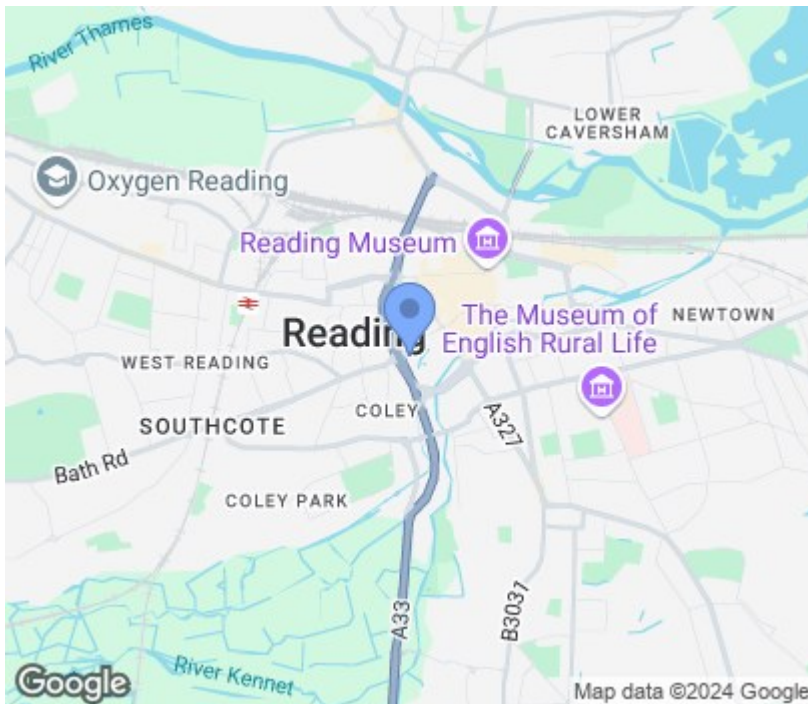 River Thames
LOWER
CAVERSHAM
Oxygen Reading
Reading Museum
The Museum of
English Rural Life
NEWTOWN
Reading
WEST READING
COLEY
SOUTHCOTE
A327
Bath Rd
COLEY PARK
A33
B3031
River Kennet
Google
Map data ©2024 Google